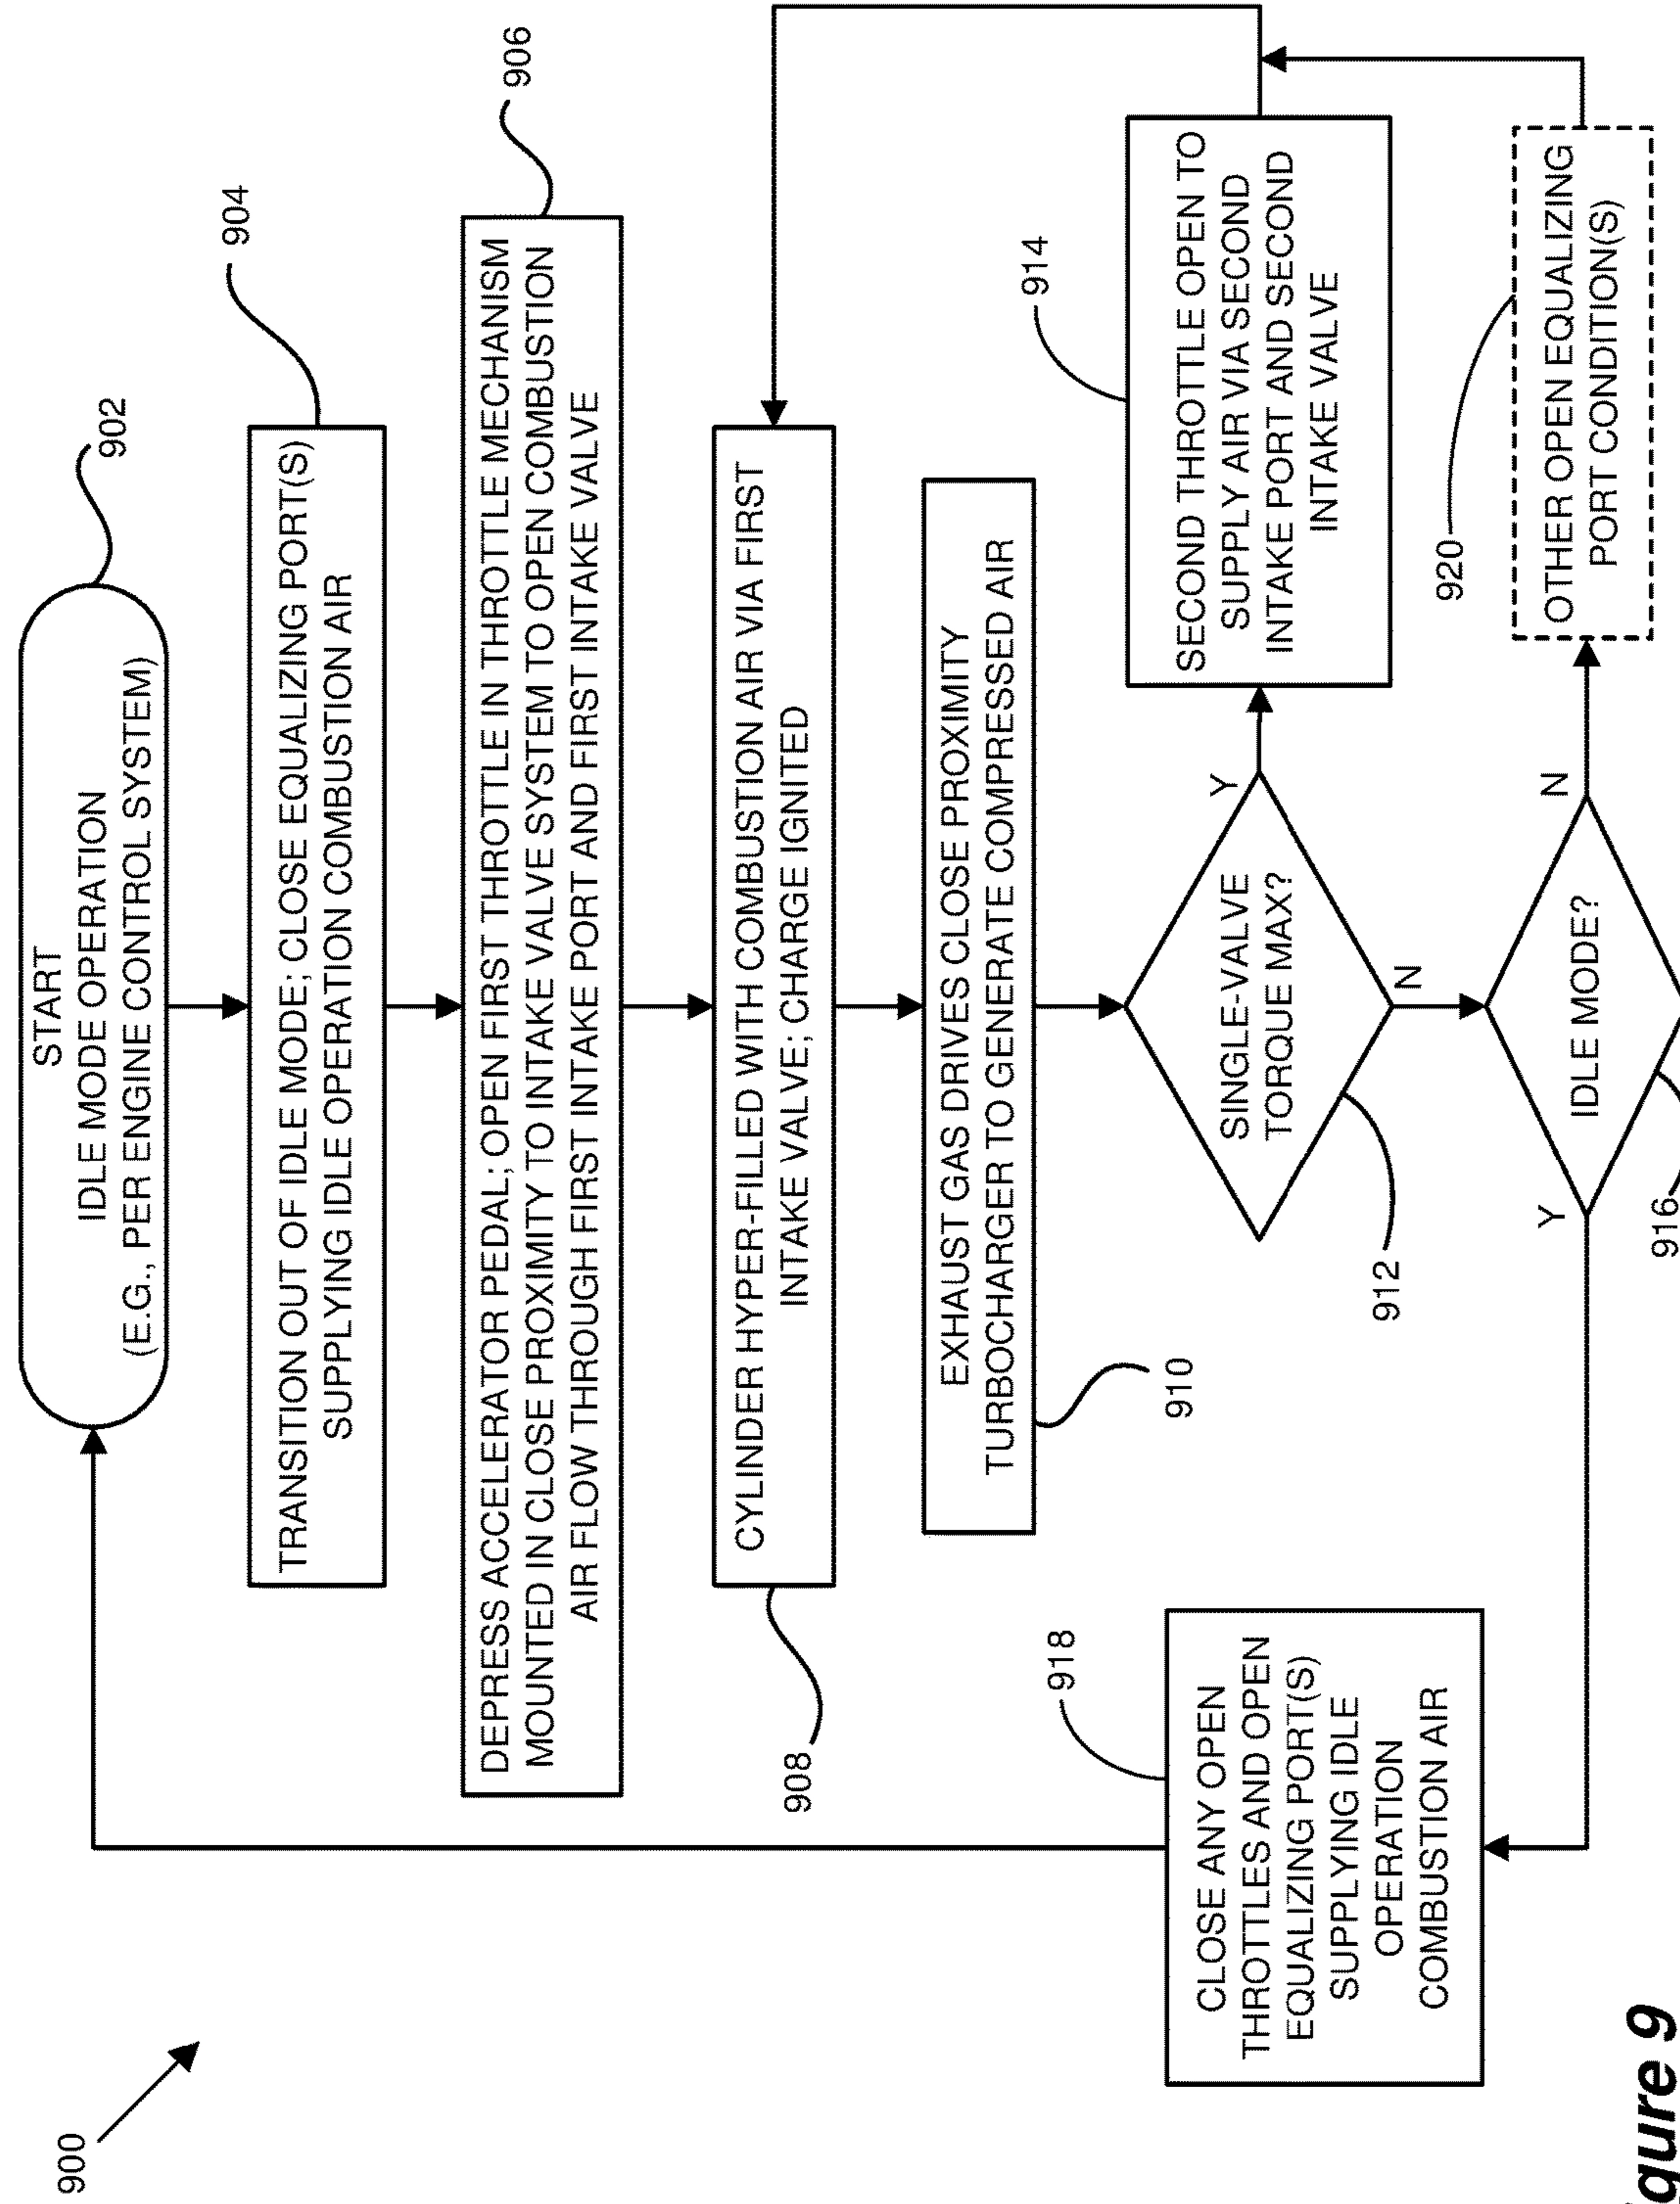 900
START
IDLE MODE OPERATION
(E.G., PER ENGINE CONTROL SYSTEM)
902
TRANSITION OUT OF IDLE MODE; CLOSE EQUALIZING PORT(S)
SUPPLYING IDLE OPERATION COMBUSTION AIR
904
DEPRESS ACCELERATOR PEDAL; OPEN FIRST THROTTLE IN THROTTLE MECHANISM
MOUNTED IN CLOSE PROXIMITY TO INTAKE VALVE SYSTEM TO OPEN COMBUSTION
AIR FLOW THROUGH FIRST INTAKE PORT AND FIRST INTAKE VALVE
906
CYLINDER HYPER-FILLED WITH COMBUSTION AIR VIA FIRST
INTAKE VALVE; CHARGE IGNITED
908
EXHAUST GAS DRIVES CLOSE PROXIMITY
TURBOCHARGER TO GENERATE COMPRESSED AIR
910
SINGLE-VALVE
TORQUE MAX?
912
Y
N
SECOND THROTTLE OPEN TO
SUPPLY AIR VIA SECOND
INTAKE PORT AND SECOND
INTAKE VALVE
914
IDLE MODE?
916
Y
N
CLOSE ANY OPEN
THROTTLES AND OPEN
EQUALIZING PORT(S)
SUPPLYING IDLE
OPERATION
COMBUSTION AIR
918
OTHER OPEN EQUALIZING
PORT CONDITION(S)
920
gure 9